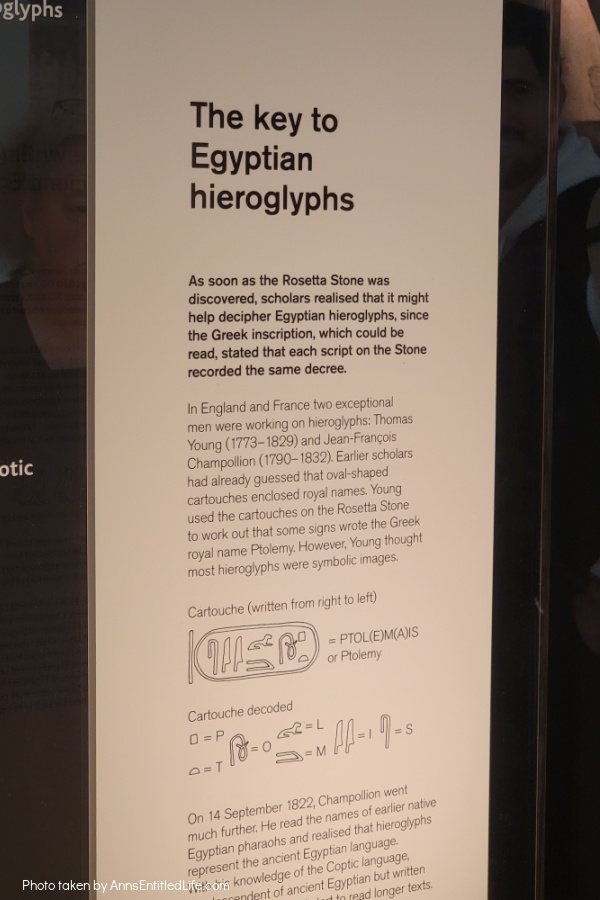 oglyphs
The key to
Egyptian
hieroglyphs
As soon as the Rosetta Stone was
discovered, scholars realised that it might
help decipher Egyptian hieroglyphs, since
the Greek inscription, which could be
read, stated that each script on the Stone
recorded the same decree.
In England and France two exceptional
men were working on hieroglyphs: Thomas
Young (1773–1829) and Jean-François
Champollion (1790–1832). Earlier scholars
had already guessed that oval-shaped
cartouches enclosed royal names. Young
used the cartouches on the Rosetta Stone
to work out that some signs wrote the Greek
royal name Ptolemy. However, Young thought
most hieroglyphs were symbolic images.
otic
Cartouche (written from right to left)
= PTOL(E)M(A)IS
or Ptolemy
Cartouche decoded
= P = O = L = I = S
= T = M
On 14 September 1822, Champollion went
much further. He read the names of earlier native
Egyptian pharaohs and realised that hieroglyphs
represent the ancient Egyptian language.
his knowledge of the Coptic language,
of ancient Egyptian but written
to read longer texts.
Photo taken by AnnsEntitledLife.com